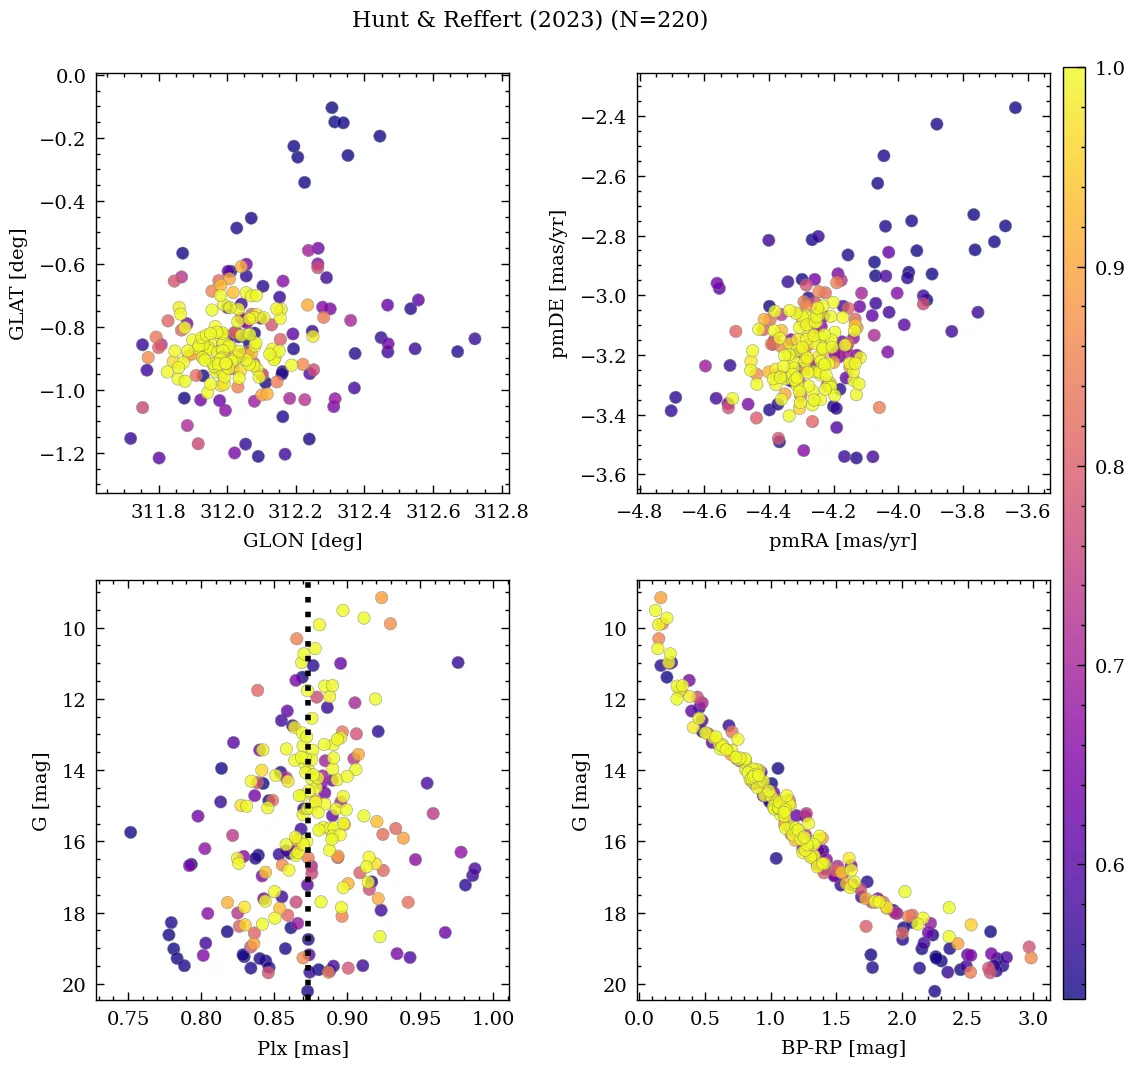 Hunt & Reffert (2023) (N=220)
0.0
−0.2
−0.4
−0.6
−0.8
−1.0
−1.2
GLAT [deg]
311.8 312.0 312.2 312.4 312.6 312.8
GLON [deg]
−2.4
−2.6
−2.8
−3.0
−3.2
−3.4
−3.6
pmDE [mas/yr]
−4.8 −4.6 −4.4 −4.2 −4.0 −3.8 −3.6
pmRA [mas/yr]
1.0
0.9
0.8
0.7
0.6
10
12
14
16
18
20
G [mag]
0.75 0.80 0.85 0.90 0.95 1.00
Plx [mas]
10
12
14
16
18
20
G [mag]
0.0 0.5 1.0 1.5 2.0 2.5 3.0
BP-RP [mag]